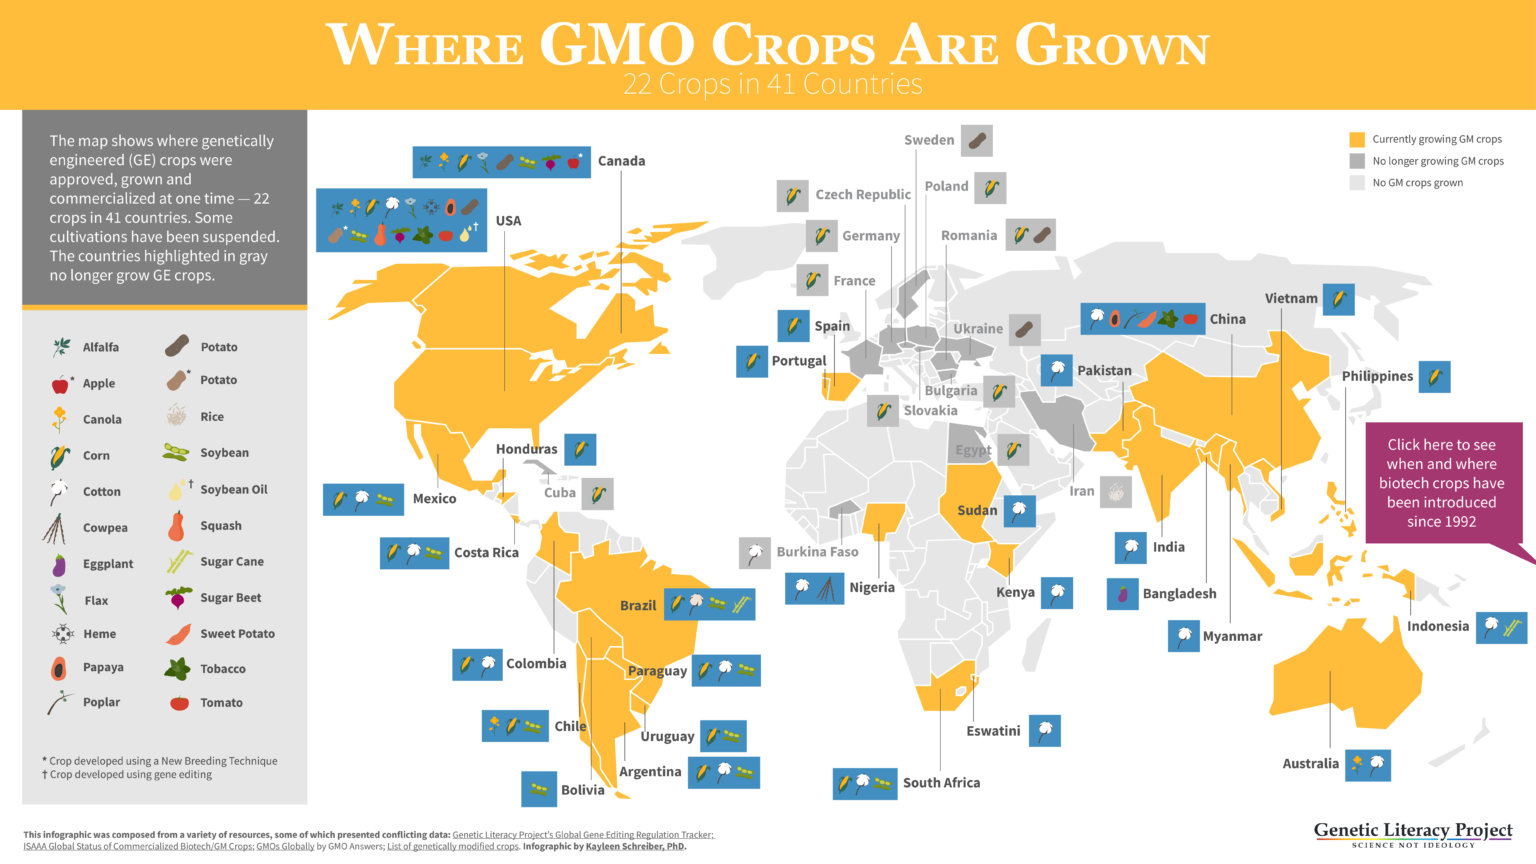 WHERE GMO CROPS ARE GROWN
22 Crops in 41 Countries
The map shows where genetically
engineered (GE) crops were
approved, grown and
commercialized at one time — 22
crops in 41 countries. Some
cultivations have been suspended.
The countries highlighted in gray
no longer grow GE crops.
Alfalfa
* Apple
Canola
Corn
Cotton
Cowpea
Eggplant
Flax
Heme
Papaya
Poplar
Potato
* Potato
Rice
Soybean
† Soybean Oil
Squash
Sugar Cane
Sugar Beet
Sweet Potato
Tobacco
Tomato
* Crop developed using a New Breeding Technique
† Crop developed using gene editing
Currently growing GM crops
No longer growing GM crops
No GM crops grown
*
Canada
* †
USA
Honduras
Cuba
Mexico
Costa Rica
Brazil
Colombia
Paraguay
Chile
Uruguay
Argentina
Bolivia
Sweden
Czech Republic
Poland
Germany
Romania
France
Spain
Ukraine
Portugal
Bulgaria
Slovakia
Egypt
Iran
Sudan
Burkina Faso
Nigeria
Kenya
Eswatini
South Africa
Vietnam
China
Pakistan
Philippines
India
Bangladesh
Myanmar
Indonesia
Australia
Click here to see
when and where
biotech crops have
been introduced
since 1992
This infographic was composed from a variety of resources, some of which presented conflicting data: Genetic Literacy Project's Global Gene Editing Regulation Tracker;
ISAAA Global Status of Commercialized Biotech/GM Crops; GMOs Globally by GMO Answers; List of genetically modified crops. Infographic by Kayleen Schreiber, PhD.
Genetic Literacy Project
SCIENCE NOT IDEOLOGY